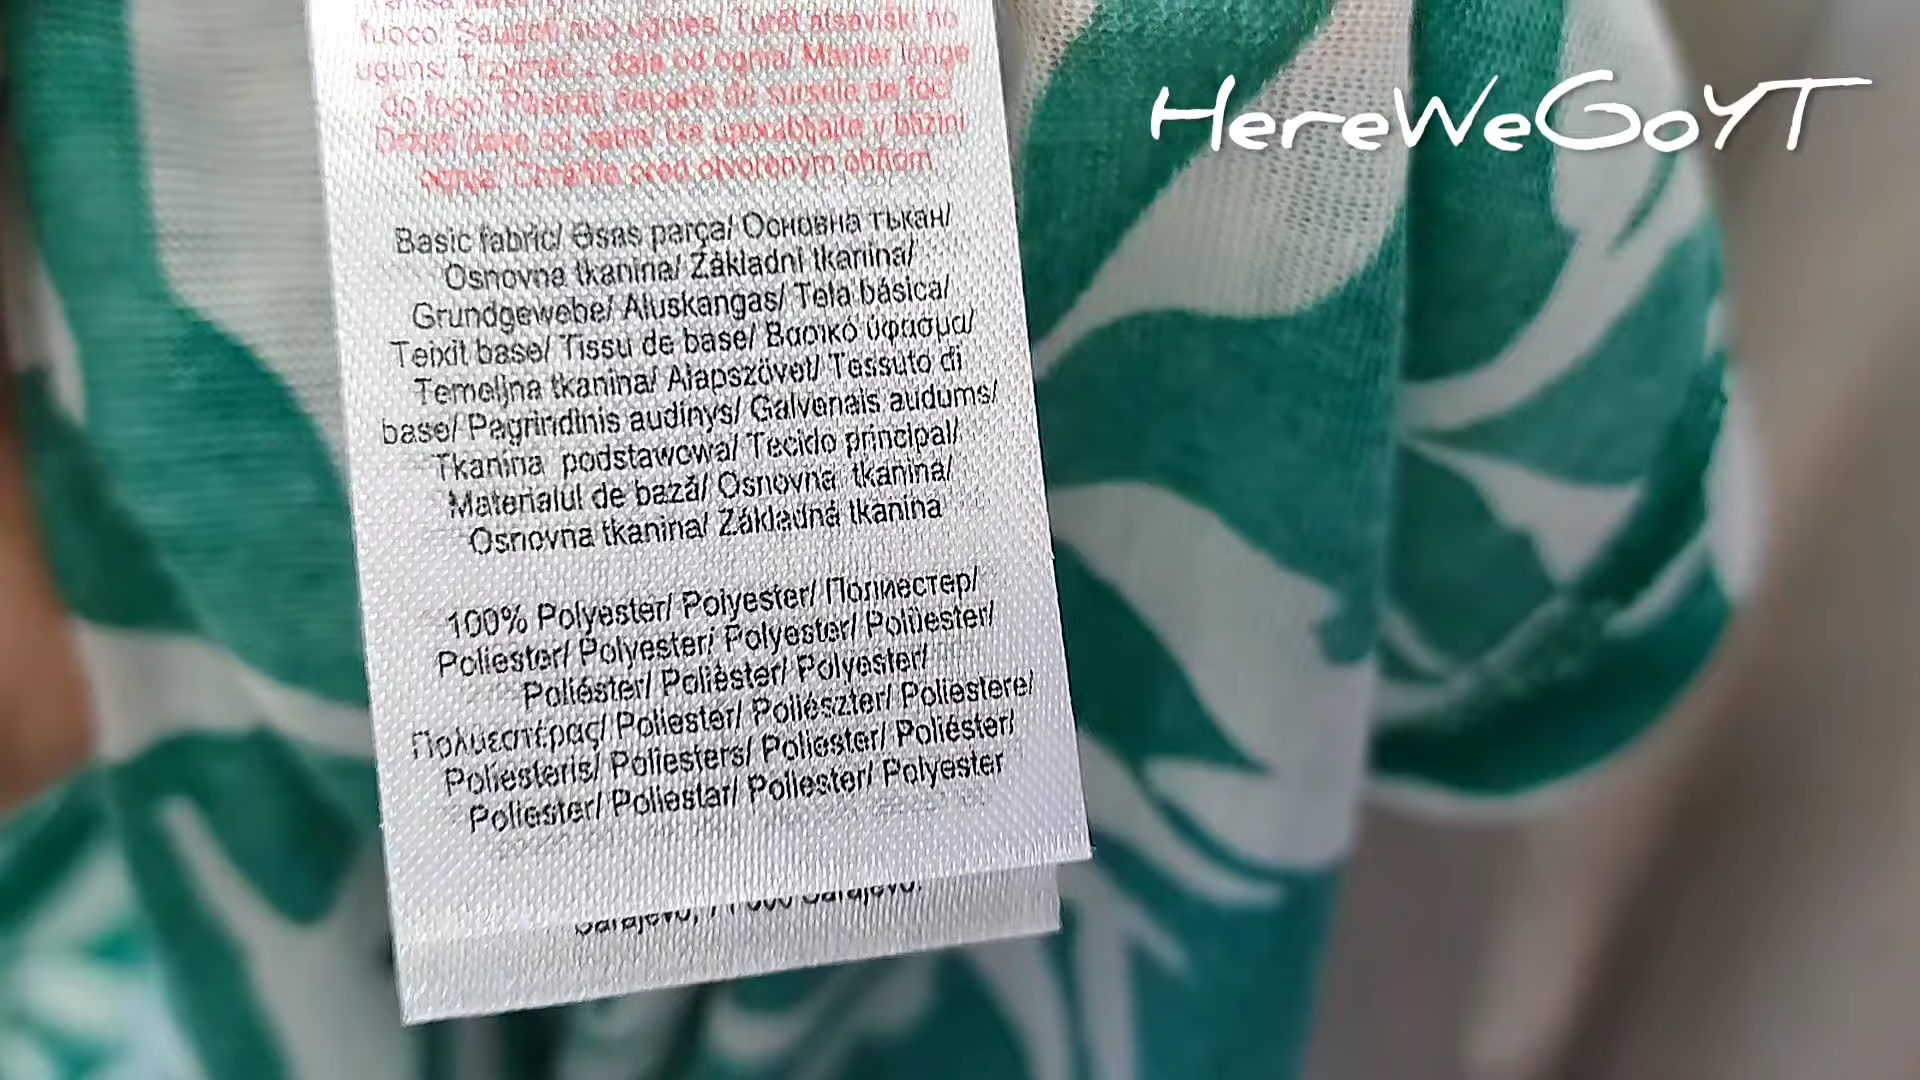 fuoco/ Saugoti nuo ugnies/ Turēt atstatus no
uguns/ Trzymać z dala od ognia/ Manter longe
do fogo/ Păstrați departe de sursele de foc/
Držati dalje od vatre/ Ne uporabljajte v bližini
ognja/ Chráňte pred otvoreným ohňom
HereWeGoYT
Basic fabric/ Əsas parça/ Основна тъкан/
Osnovna tkanina/ Základní tkanina/
Grundgewebe/ Aluskangas/ Tela básica/
Teixit base/ Tissu de base/ Βασικό ύφασμα/
Temeljna tkanina/ Alapszövet/ Tessuto di
base/ Pagrindinis audinys/ Galvenais audums/
Tkanina podstawowa/ Tecido principal/
Materialul de bază/ Osnovna tkanina/
Osnovna tkanina/ Základná tkanina
100% Polyester/ Polyester/ Полиестер/
Poliester/ Polyester/ Polyester/ Polüester/
Poliéster/ Polièster/ Polyester/
Πολυεστέρας/ Poliester/ Poliészter/ Poliestere/
Poliesteris/ Poliesters/ Poliester/ Poliéster/
Poliester/ Poliestar/ Poliester/ Polyester
Sarajevo, 71 000 Sarajevo.